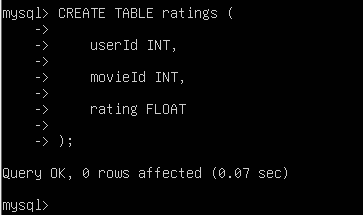 mysql> CREATE TABLE ratings (
->
-> userId INT,
->
-> movieId INT,
->
-> rating FLOAT
->
-> );
Query OK, 0 rows affected (0.07 sec)
mysql>